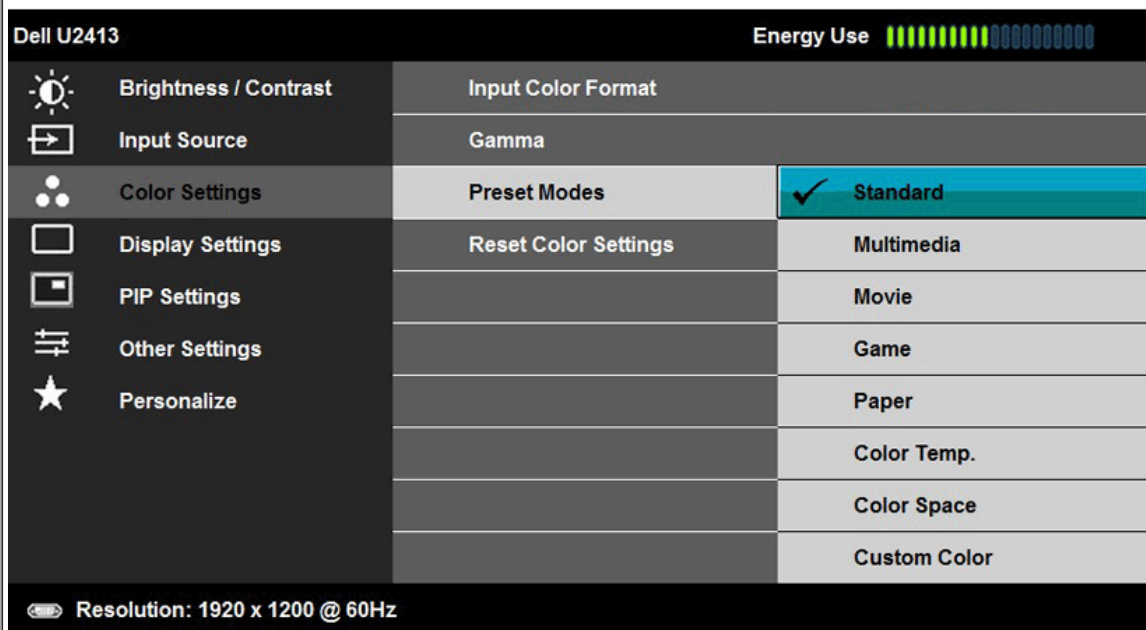 Dell U2413
Energy Use
Brightness / Contrast
Input Color Format
Input Source
Gamma
Color Settings
Preset Modes
Standard
Display Settings
Reset Color Settings
Multimedia
PIP Settings
Movie
Other Settings
Game
Personalize
Paper
Color Temp.
Color Space
Custom Color
Resolution: 1920 x 1200 @ 60Hz